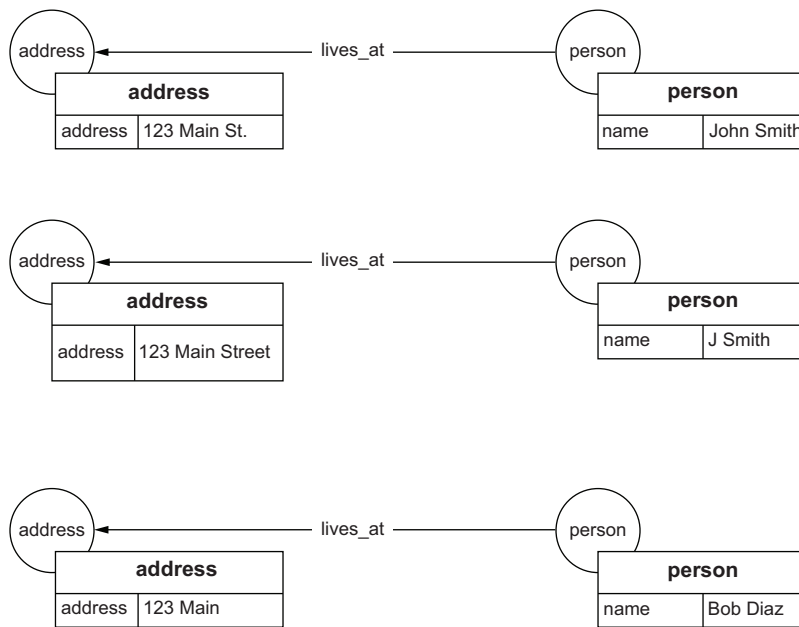 address lives_at person
address person
address 123 Main St. name John Smith
address lives_at person
address person
address 123 Main Street name J Smith
address lives_at person
address person
address 123 Main name Bob Diaz